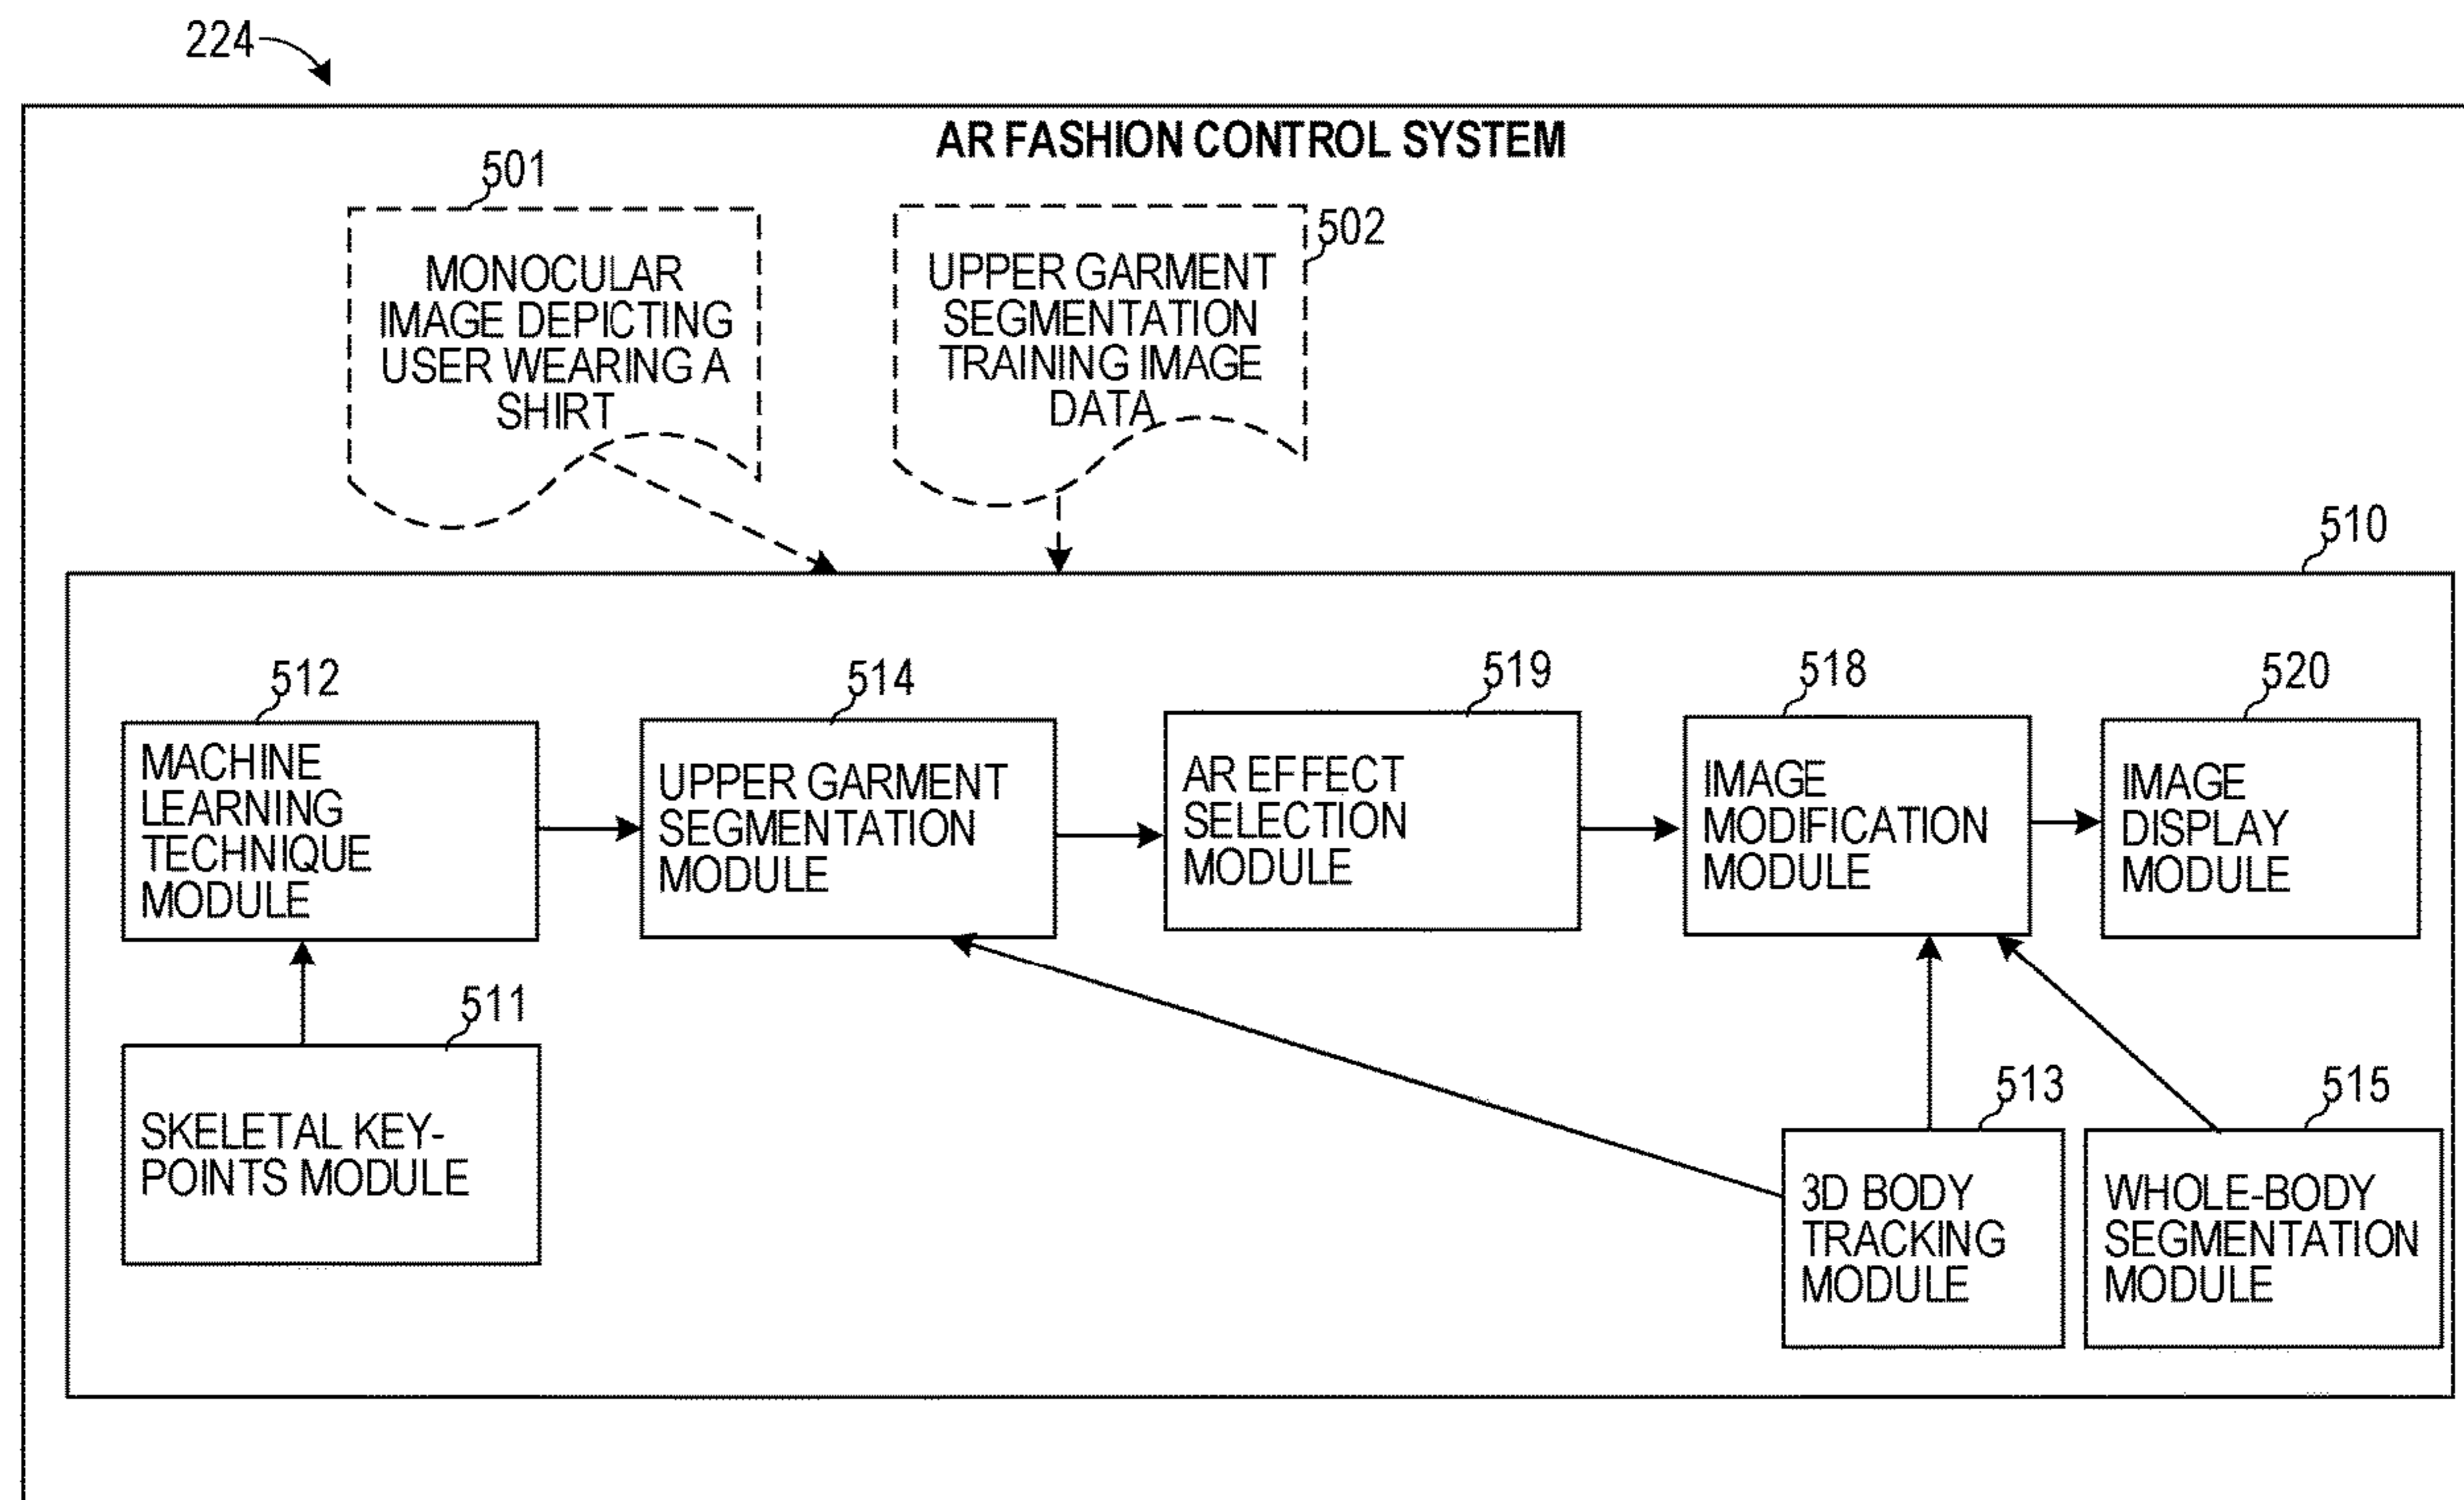 224
AR FASHION CONTROL SYSTEM
501
MONOCULAR
IMAGE DEPICTING
USER WEARING A
SHIRT
502
UPPER GARMENT
SEGMENTATION
TRAINING IMAGE
DATA
510
512
MACHINE
LEARNING
TECHNIQUE
MODULE
514
UPPER GARMENT
SEGMENTATION
MODULE
519
AR EFFECT
SELECTION
MODULE
518
IMAGE
MODIFICATION
MODULE
520
IMAGE
DISPLAY
MODULE
511
SKELETAL KEY-
POINTS MODULE
513
3D BODY
TRACKING
MODULE
515
WHOLE-BODY
SEGMENTATION
MODULE